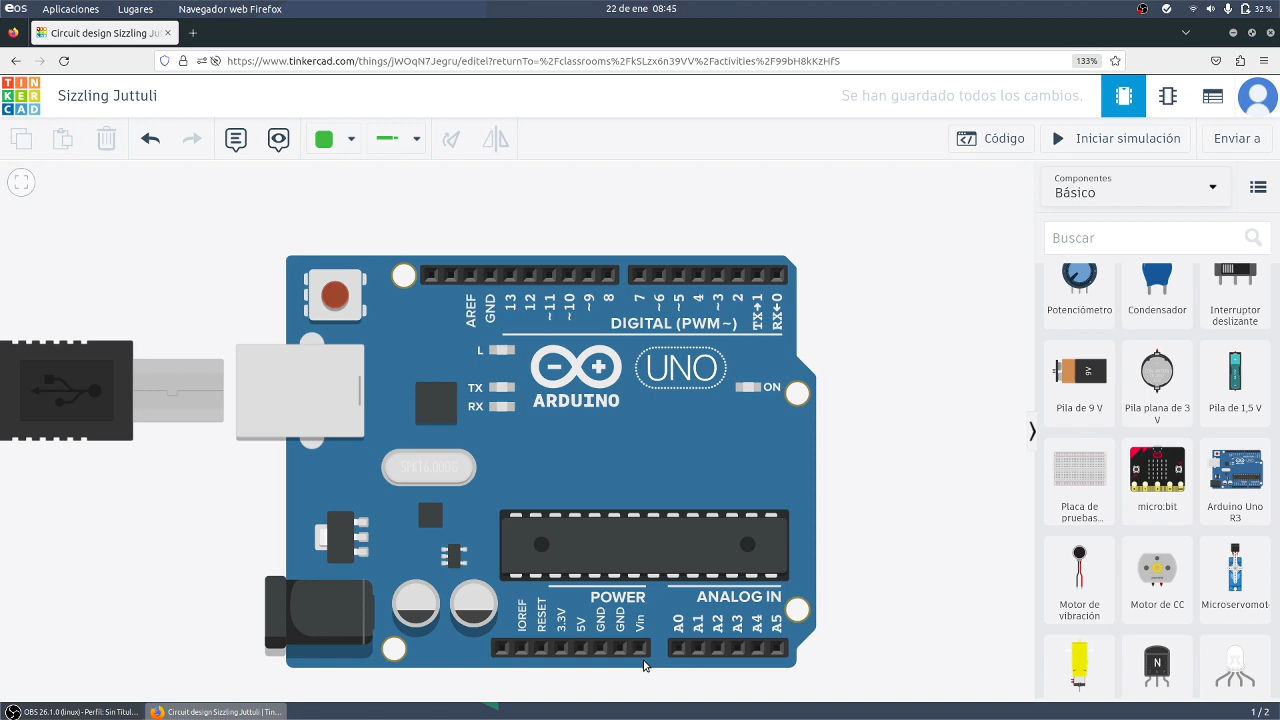 eos Aplicaciones Lugares Navegador web Firefox 22 de ene 08:45 32 %
Circuit design Sizzling Jut
https://www.tinkercad.com/things/jWOqN7Jegru/editel?returnTo=%2Fclassrooms%2FkSLzx6n39VV%2Factivities%2F99bH8kKzHfS 133%
TIN
KER
CAD
Sizzling Juttuli
Se han guardado todos los cambios.
Código
Iniciar simulación
Enviar a
Componentes
Básico
Buscar
Potenciómetro
Condensador
Interruptor
deslizante
9V
Pila de 9 V
Pila plana de 3
V
Pila de 1,5 V
Placa de
pruebas…
micro:bit
Arduino Uno
R3
Motor de
vibración
Motor de CC
Microservomot
N
AREF
GND
13
12
~11
~10
~9
8
7
~6
~5
4
~3
2
TX→1
RX←0
DIGITAL (PWM~)
L
TX
RX
ARDUINO
UNO
ON
SPK16.000G
POWER
ANALOG IN
IOREF
RESET
3.3V
5V
GND
GND
Vin
A0
A1
A2
A3
A4
A5
OBS 26.1.0 (linux) - Perfil: Sin Titul…
Circuit design Sizzling Juttuli | Tin…
1 / 2